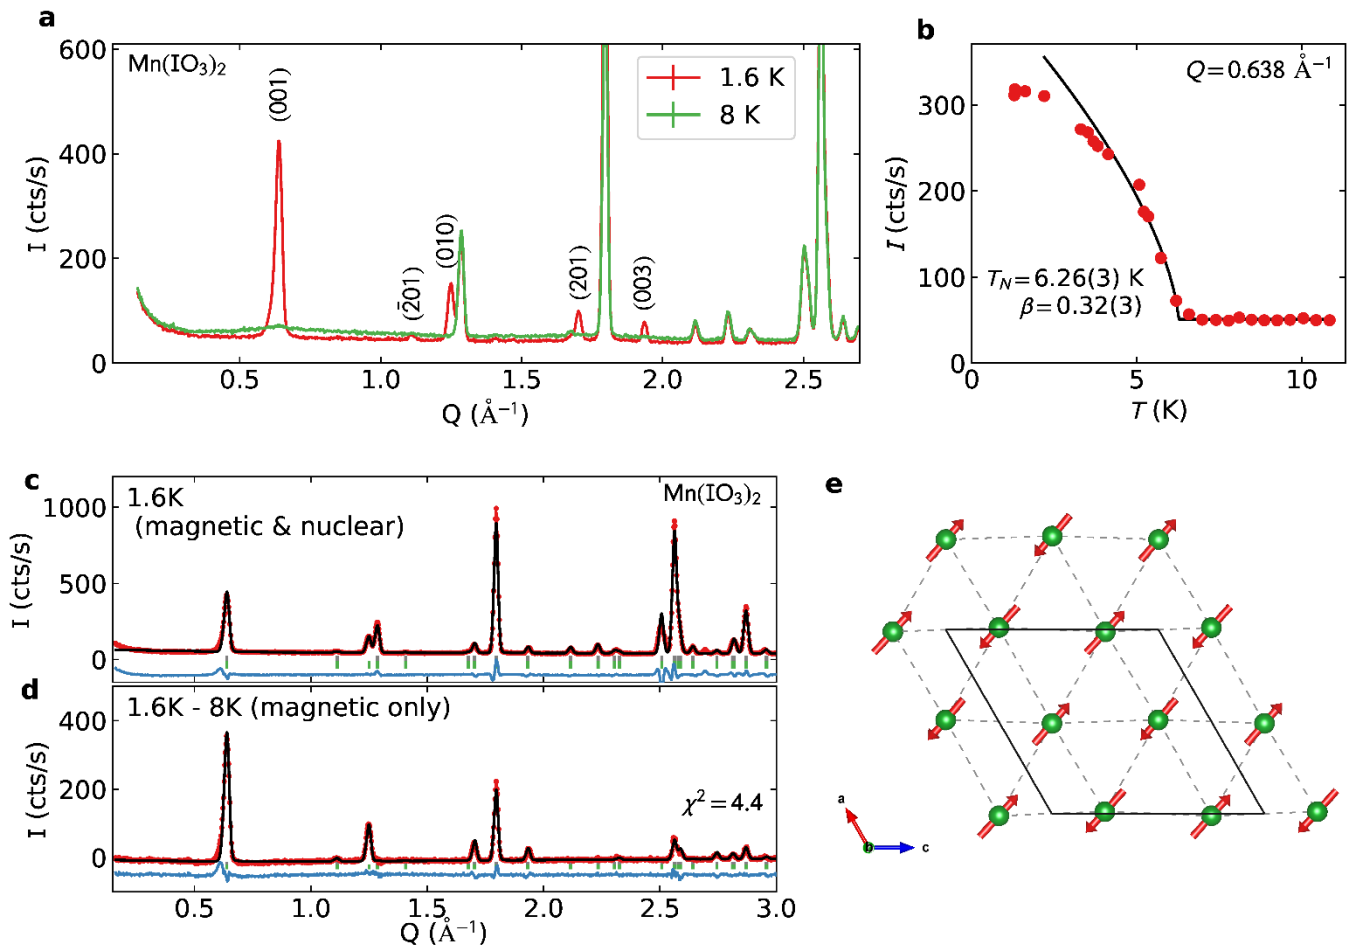 a
Mn(IO₃)₂
(001)
(2̄01)
(010)
(201)
(003)
1.6 K
8 K
600
400
200
0
I (cts/s)
0.5 1.0 1.5 2.0 2.5
Q (Å⁻¹)
b
Q=0.638 Å⁻¹
300
200
100
0
I (cts/s)
T_N=6.26(3) K
β=0.32(3)
0 5 10
T (K)
c
1.6K
(magnetic & nuclear)
Mn(IO₃)₂
1000
500
0
I (cts/s)
d
1.6K - 8K (magnetic only)
χ²=4.4
400
200
0
I (cts/s)
0.5 1.0 1.5 2.0 2.5 3.0
Q (Å⁻¹)
e
a
b
c